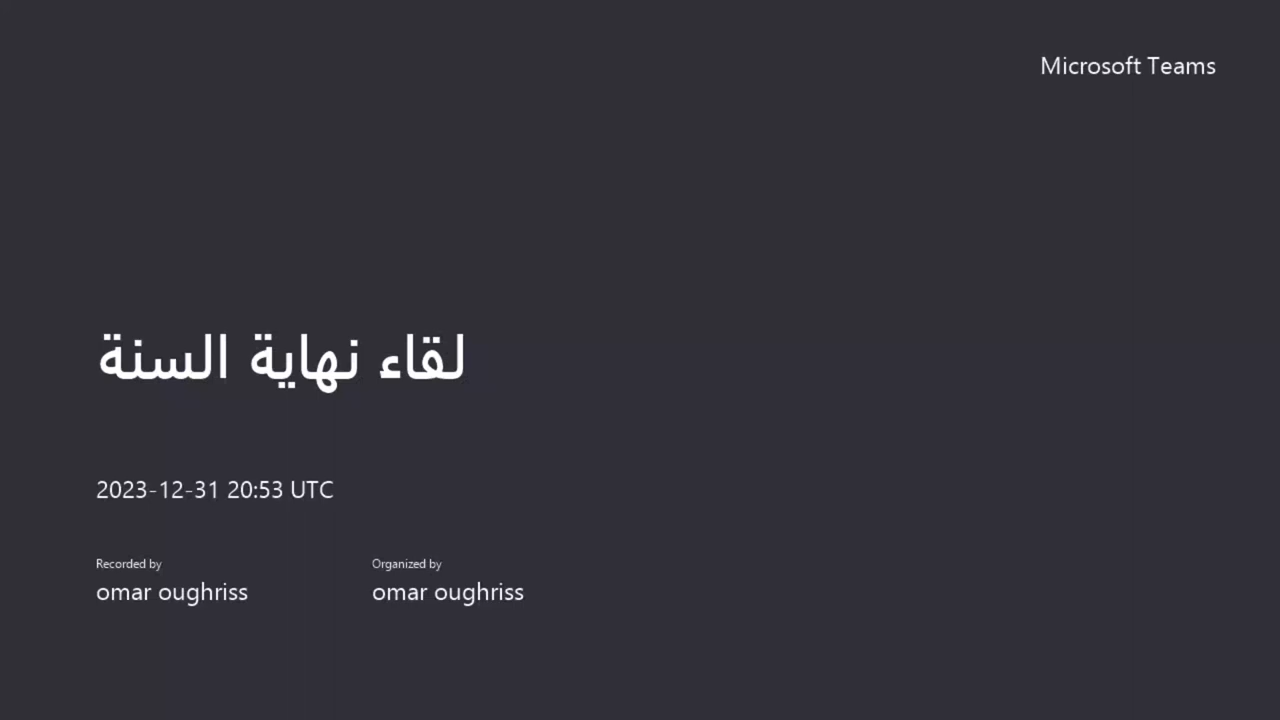 Microsoft Teams
لقاء نهاية السنة
2023-12-31 20:53 UTC
Recorded by
omar oughriss
Organized by
omar oughriss